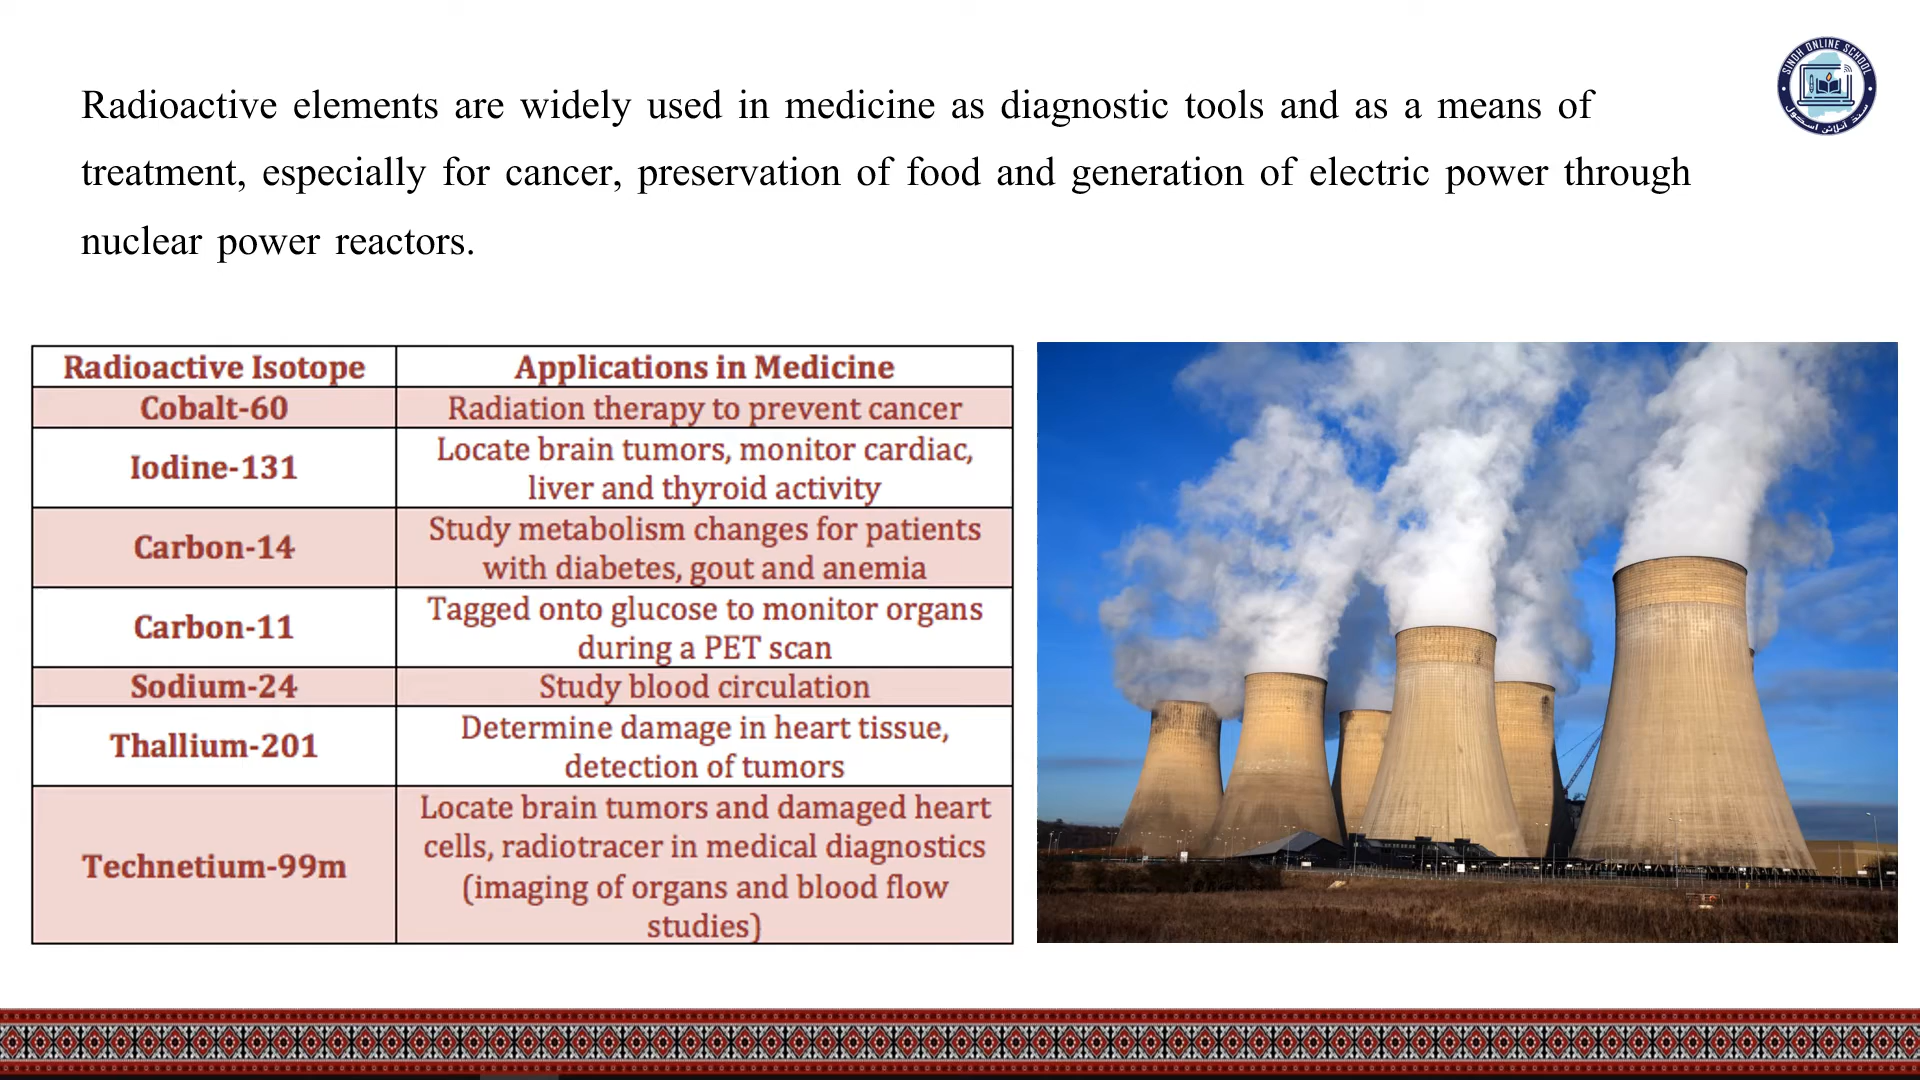 Radioactive elements are widely used in medicine as diagnostic tools and as a means of
treatment, especially for cancer, preservation of food and generation of electric power through
nuclear power reactors.
SINDH ONLINE SCHOOL
سنڌ آنلائن اسڪول
Radioactive Isotope
Applications in Medicine
Cobalt-60
Radiation therapy to prevent cancer
Iodine-131
Locate brain tumors, monitor cardiac,
liver and thyroid activity
Carbon-14
Study metabolism changes for patients
with diabetes, gout and anemia
Carbon-11
Tagged onto glucose to monitor organs
during a PET scan
Sodium-24
Study blood circulation
Thallium-201
Determine damage in heart tissue,
detection of tumors
Technetium-99m
Locate brain tumors and damaged heart
cells, radiotracer in medical diagnostics
(imaging of organs and blood flow
studies)